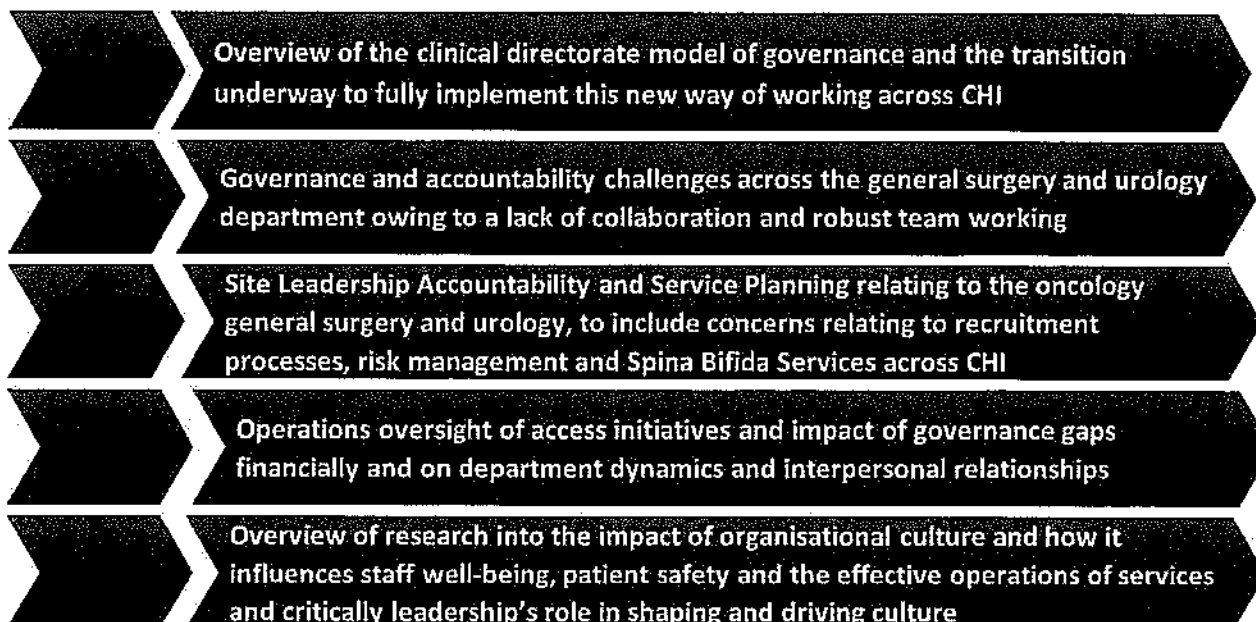 Overview of the clinical directorate model of governance and the transition
underway to fully implement this new way of working across CHI
Governance and accountability challenges across the general surgery and urology
department owing to a lack of collaboration and robust team working
Site Leadership Accountability and Service Planning relating to the oncology
general surgery and urology, to include concerns relating to recruitment
processes, risk management and Spina Bifida Services across CHI
Operations oversight of access initiatives and impact of governance gaps
financially and on department dynamics and interpersonal relationships
Overview of research into the impact of organisational culture and how it
influences staff well-being, patient safety and the effective operations of services
and critically leadership's role in shaping and driving culture